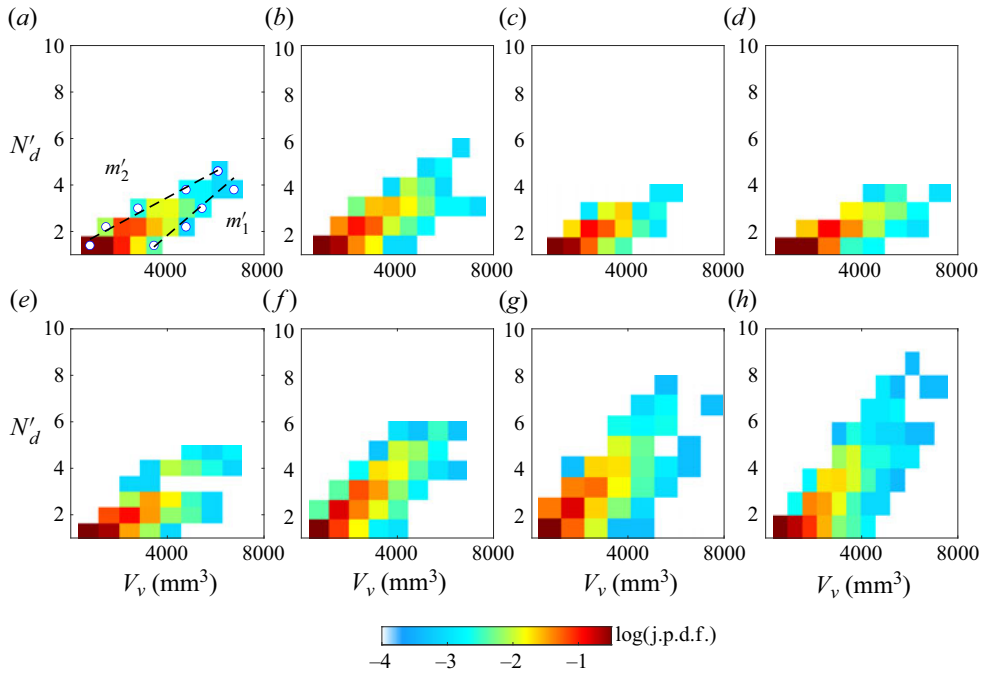 (a) (b) (c) (d)
10 10 10 10
8 8 8 8
N′d 6 6 6 6
m′2
4 4 4 4
m′1
2 2 2 2
4000 8000 4000 8000 4000 8000 4000 8000
(e) (f) (g) (h)
10 10 10 10
8 8 8 8
N′d 6 6 6 6
4 4 4 4
2 2 2 2
4000 8000 4000 8000 4000 8000 4000 8000
Vv (mm³) Vv (mm³) Vv (mm³) Vv (mm³)
log(j.p.d.f.)
–4 –3 –2 –1